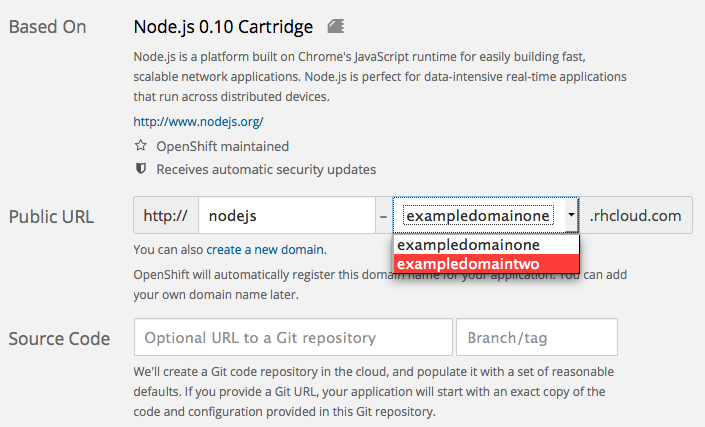 Based On Node.js 0.10 Cartridge
Node.js is a platform built on Chrome's JavaScript runtime for easily building fast,
scalable network applications. Node.js is perfect for data-intensive real-time applications
that run across distributed devices.
http://www.nodejs.org/
OpenShift maintained
Receives automatic security updates
Public URL http:// nodejs – exampledomainone .rhcloud.com
exampledomainone
exampledomaintwo
You can also create a new domain.
OpenShift will automatically register this domain name for your application. You can add
your own domain name later.
Source Code Optional URL to a Git repository Branch/tag
We'll create a Git code repository in the cloud, and populate it with a set of reasonable
defaults. If you provide a Git URL, your application will start with an exact copy of the
code and configuration provided in this Git repository.